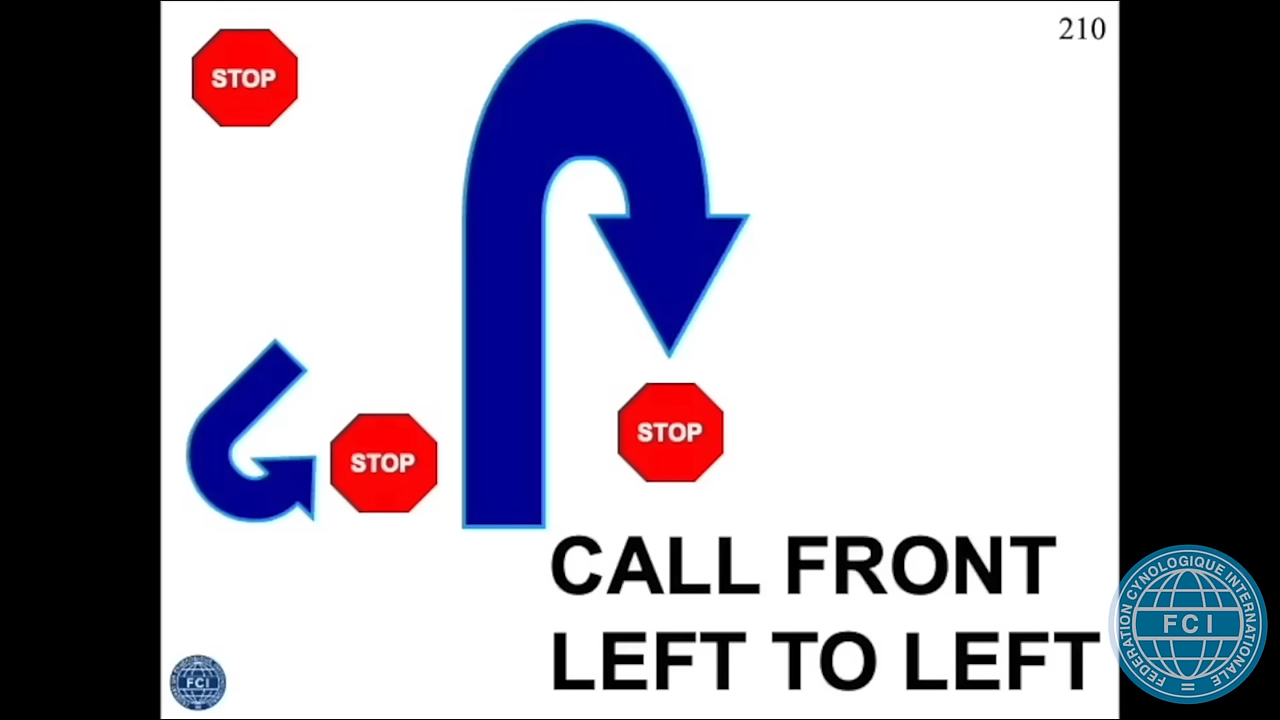 210
STOP
STOP
STOP
CALL FRONT
LEFT TO LEFT
FCI
FEDERATION CYNOLOGIQUE INTERNATIONALE
FCI